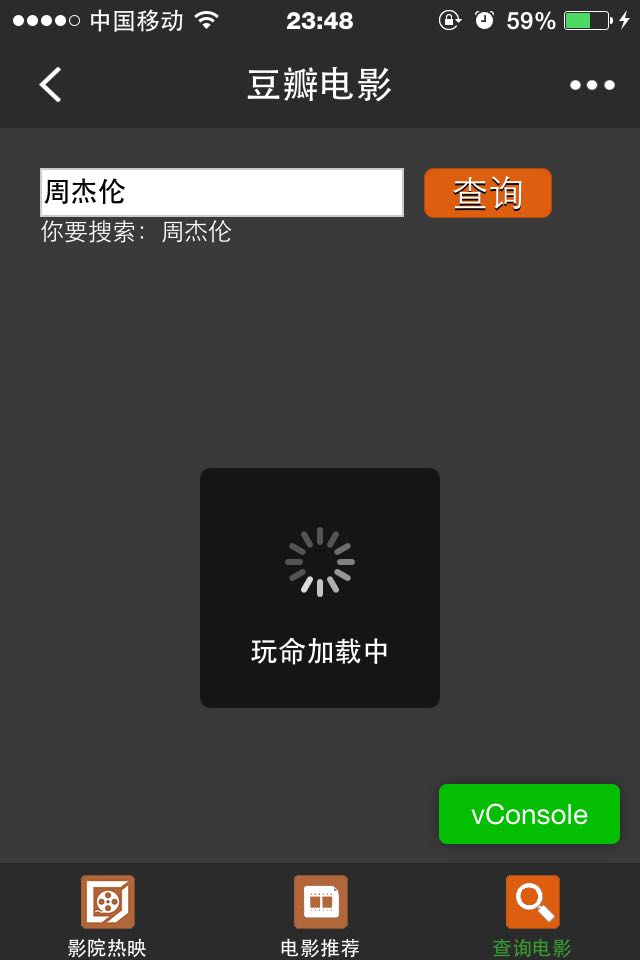 中国移动 23:48 59%
豆瓣电影
周杰伦 查询
你要搜索：周杰伦
玩命加载中
vConsole
影院热映 电影推荐 查询电影